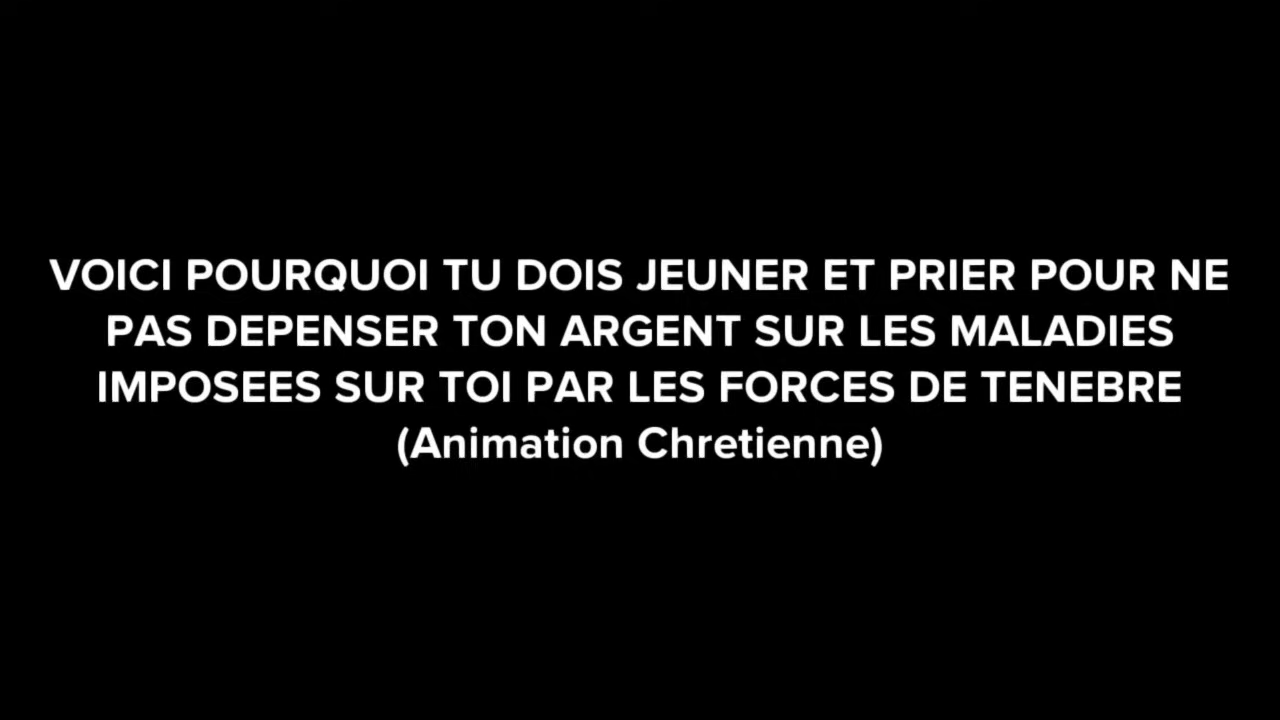 VOICI POURQUOI TU DOIS JEUNER ET PRIER POUR NE
PAS DEPENSER TON ARGENT SUR LES MALADIES
IMPOSEES SUR TOI PAR LES FORCES DE TENEBRE
(Animation Chretienne)